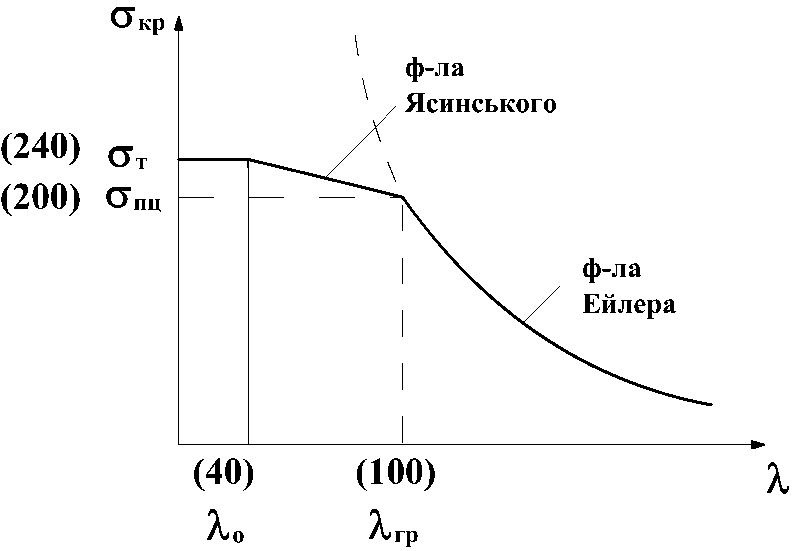 σкр
ф-ла
Ясинського
(240) σт
(200) σпц
ф-ла
Ейлера
(40) (100) λ
λо λгр